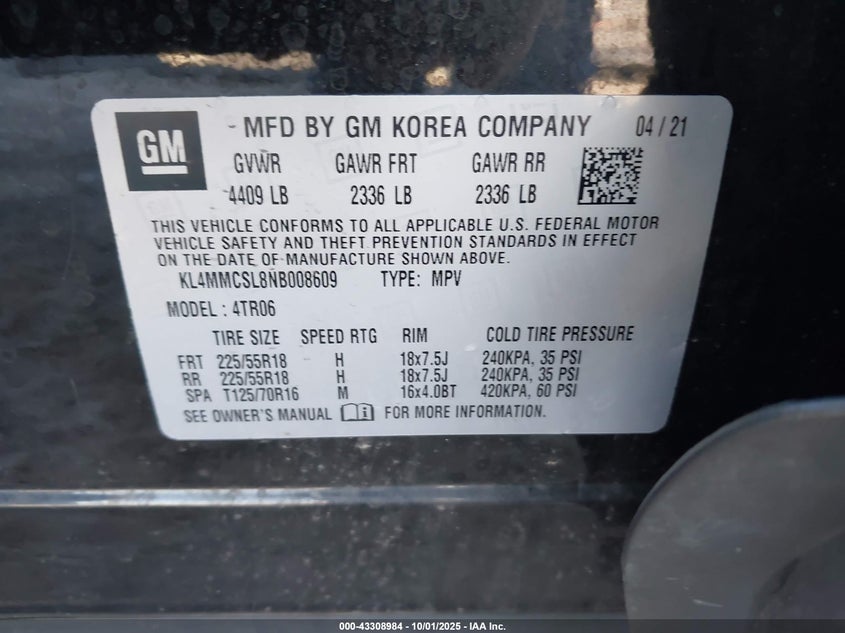 GM
MFD BY GM KOREA COMPANY 04 / 21
GVWR GAWR FRT GAWR RR
4409 LB 2336 LB 2336 LB
THIS VEHICLE CONFORMS TO ALL APPLICABLE U.S. FEDERAL MOTOR
VEHICLE SAFETY AND THEFT PREVENTION STANDARDS IN EFFECT
ON THE DATE OF MANUFACTURE SHOWN ABOVE.
KL4MMCSL8NB008609 TYPE: MPV
MODEL : 4TR06
TIRE SIZE SPEED RTG RIM COLD TIRE PRESSURE
FRT 225/55R18 H 18x7.5J 240KPA, 35 PSI
RR 225/55R18 H 18x7.5J 240KPA, 35 PSI
SPA T125/70R16 M 16x4.0BT 420KPA, 60 PSI
SEE OWNER'S MANUAL FOR MORE INFORMATION.
000-43308984 - 10/01/2025 - IAA Inc.